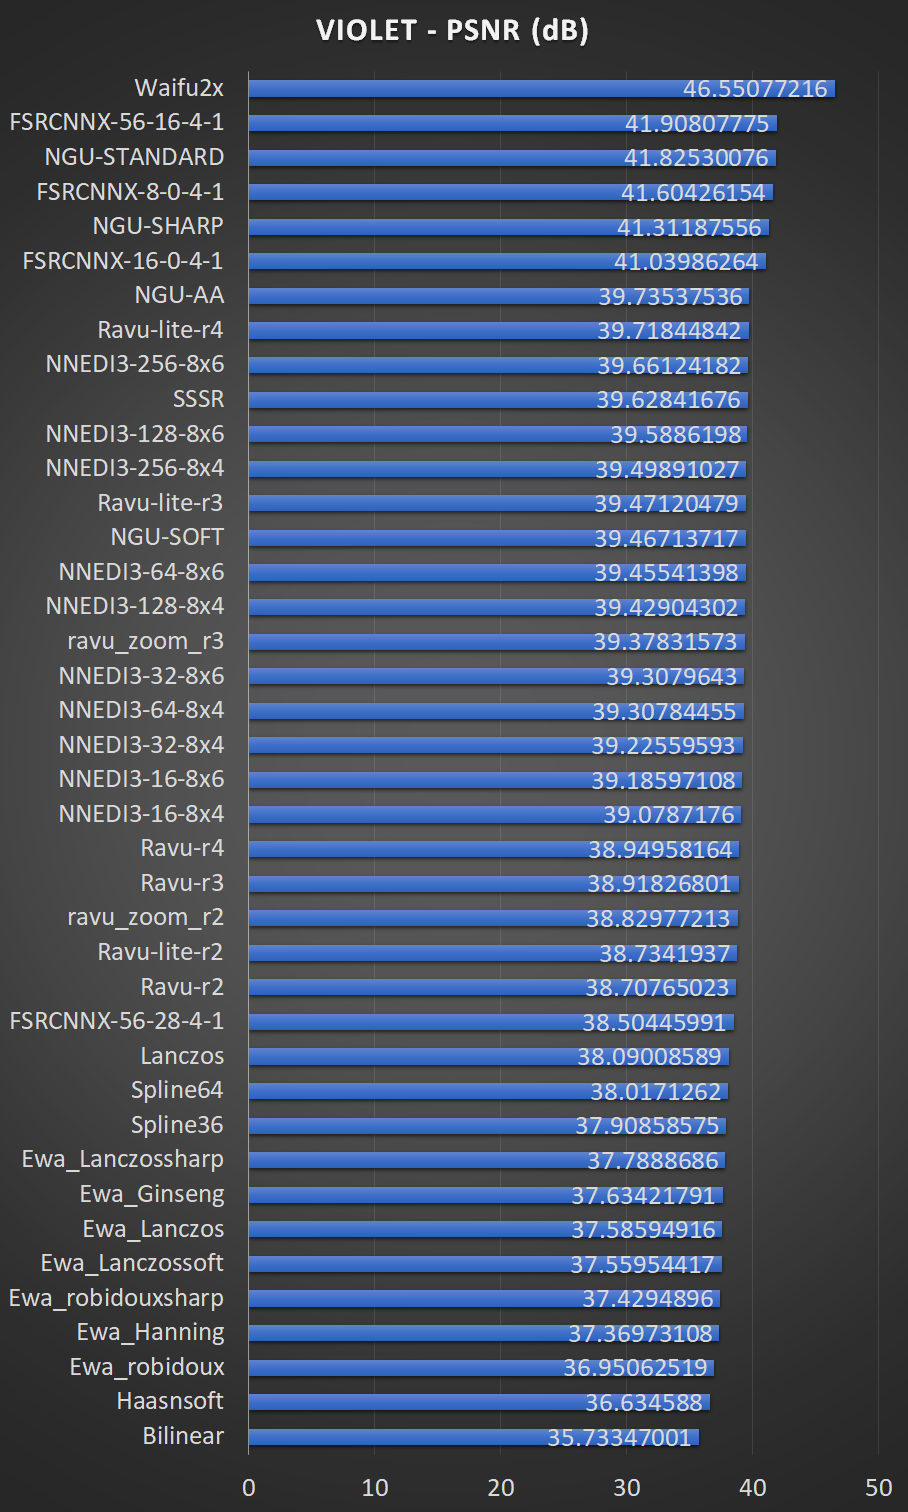 VIOLET - PSNR (dB)
Waifu2x 46.55077216
FSRCNNX-56-16-4-1 41.90807775
NGU-STANDARD 41.82530076
FSRCNNX-8-0-4-1 41.60426154
NGU-SHARP 41.31187556
FSRCNNX-16-0-4-1 41.03986264
NGU-AA 39.73537536
Ravu-lite-r4 39.71844842
NNEDI3-256-8x6 39.66124182
SSSR 39.62841676
NNEDI3-128-8x6 39.5886198
NNEDI3-256-8x4 39.49891027
Ravu-lite-r3 39.47120479
NGU-SOFT 39.46713717
NNEDI3-64-8x6 39.45541398
NNEDI3-128-8x4 39.42904302
ravu_zoom_r3 39.37831573
NNEDI3-32-8x6 39.3079643
NNEDI3-64-8x4 39.30784455
NNEDI3-32-8x4 39.22559593
NNEDI3-16-8x6 39.18597108
NNEDI3-16-8x4 39.0787176
Ravu-r4 38.94958164
Ravu-r3 38.91826801
ravu_zoom_r2 38.82977213
Ravu-lite-r2 38.7341937
Ravu-r2 38.70765023
FSRCNNX-56-28-4-1 38.50445991
Lanczos 38.09008589
Spline64 38.0171262
Spline36 37.90858575
Ewa_Lanczossharp 37.7888686
Ewa_Ginseng 37.63421791
Ewa_Lanczos 37.58594916
Ewa_Lanczossoft 37.55954417
Ewa_robidouxsharp 37.4294896
Ewa_Hanning 37.36973108
Ewa_robidoux 36.95062519
Haasnsoft 36.634588
Bilinear 35.73347001
0 10 20 30 40 50